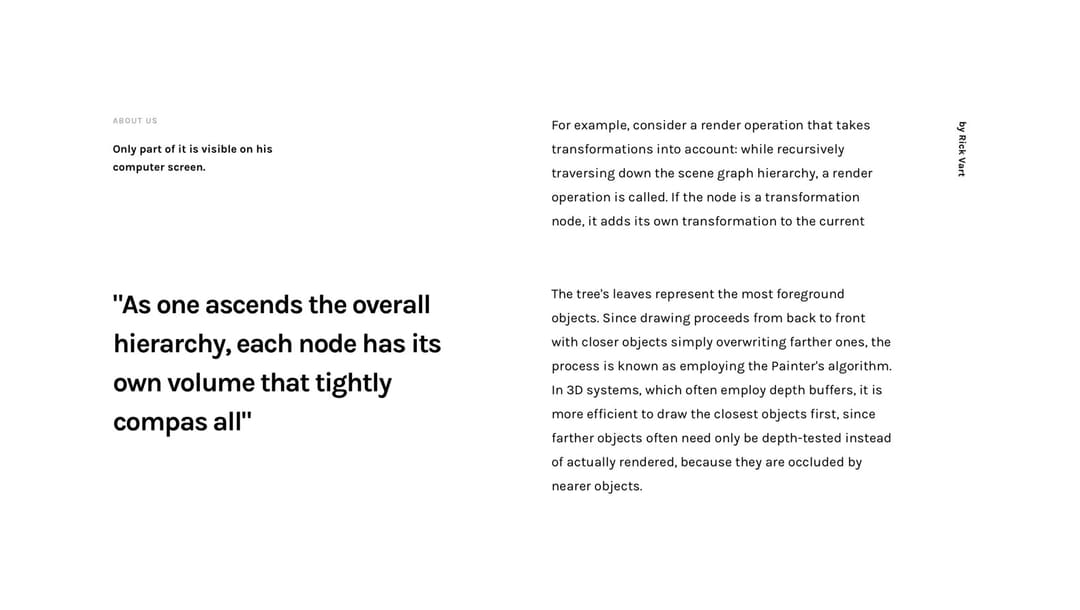 ABOUT US
Only part of it is visible on his
computer screen.
"As one ascends the overall
hierarchy, each node has its
own volume that tightly
compas all"
For example, consider a render operation that takes
transformations into account: while recursively
traversing down the scene graph hierarchy, a render
operation is called. If the node is a transformation
node, it adds its own transformation to the current
The tree's leaves represent the most foreground
objects. Since drawing proceeds from back to front
with closer objects simply overwriting farther ones, the
process is known as employing the Painter's algorithm.
In 3D systems, which often employ depth buffers, it is
more efficient to draw the closest objects first, since
farther objects often need only be depth-tested instead
of actually rendered, because they are occluded by
nearer objects.
by Rick Vart